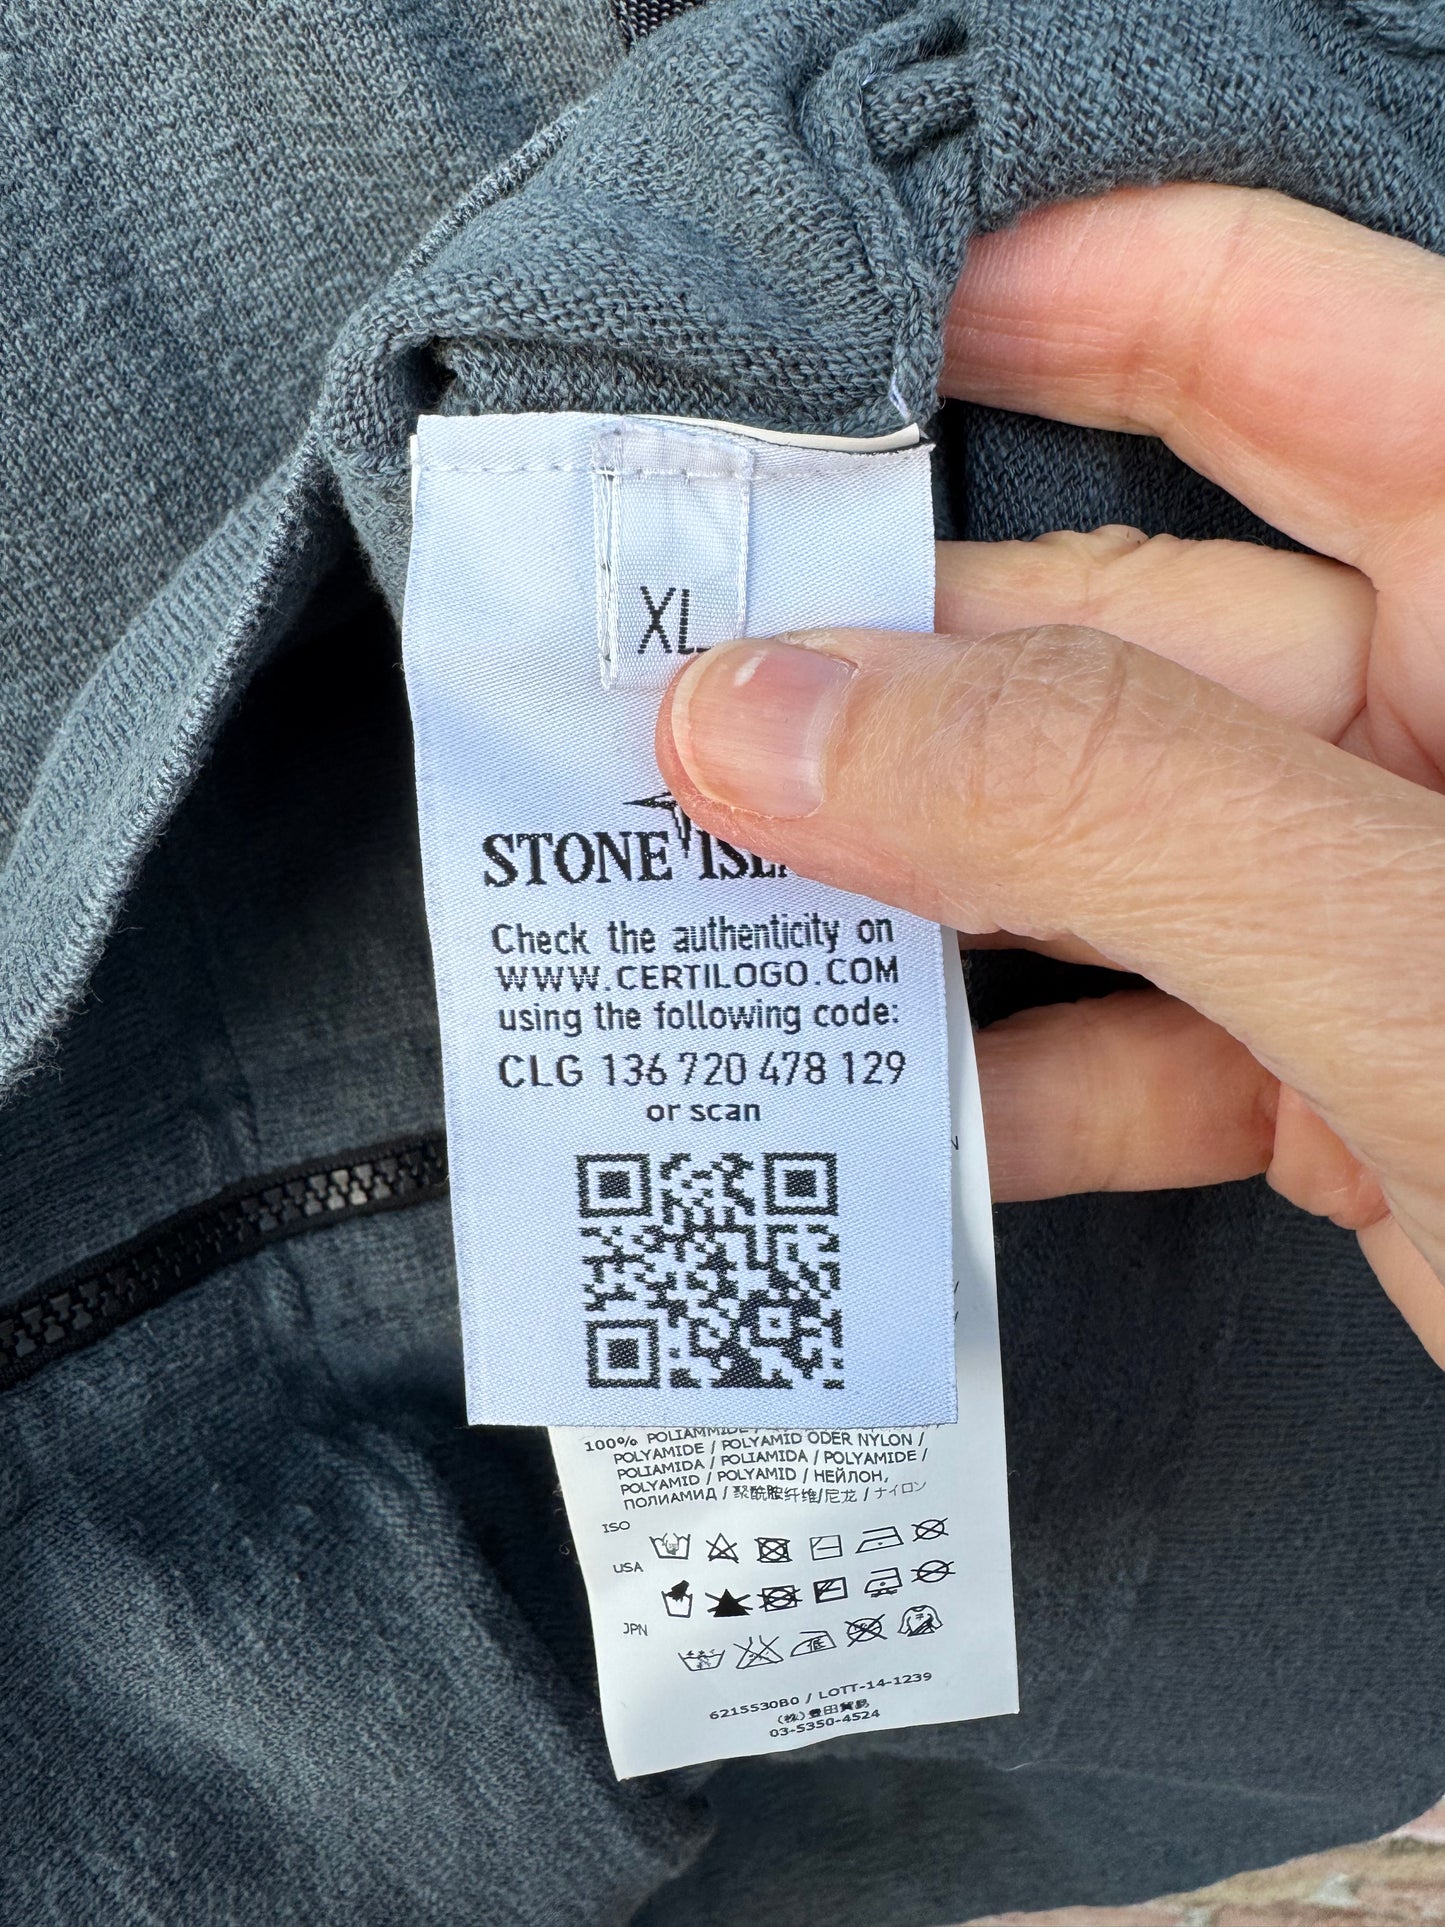 XL
STONE
Check the authenticity on
WWW.CERTILOGO.COM
using the following code:
CLG 136 720 478 129
or scan
100% POLIAMMIDE /
POLYAMIDE / POLYAMID ODER NYLON /
POLIAMIDA / POLIAMIDA / POLYAMIDE /
POLYAMID / POLYAMID / НЕЙЛОН,
ПОЛИАМИД / 聚酰胺纤维/尼龙 / ナイロン
ISO
USA
JPN
低
6215530B0 / LOTT-14-1239
(株)豊田貿易
03-5350-4524